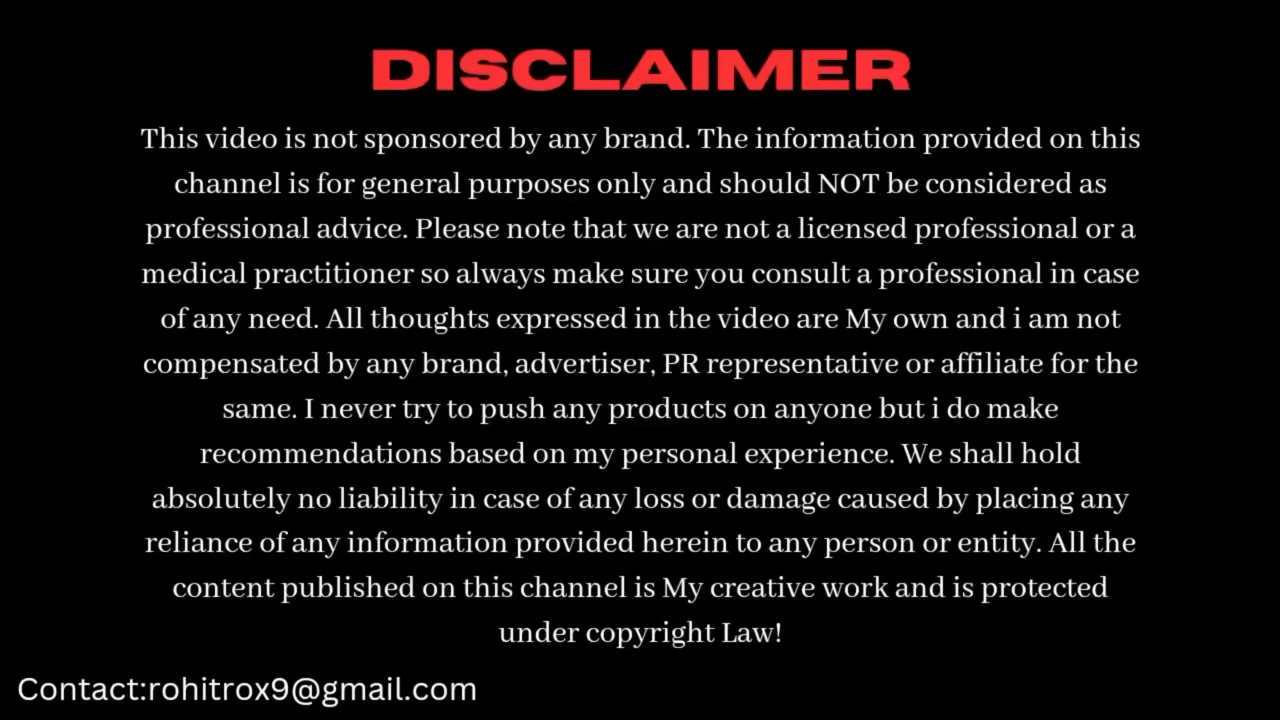 DISCLAIMER
This video is not sponsored by any brand. The information provided on this
channel is for general purposes only and should NOT be considered as
professional advice. Please note that we are not a licensed professional or a
medical practitioner so always make sure you consult a professional in case
of any need. All thoughts expressed in the video are My own and i am not
compensated by any brand, advertiser, PR representative or affiliate for the
same. I never try to push any products on anyone but i do make
recommendations based on my personal experience. We shall hold
absolutely no liability in case of any loss or damage caused by placing any
reliance of any information provided herein to any person or entity. All the
content published on this channel is My creative work and is protected
under copyright Law!
Contact:rohitrox9@gmail.com